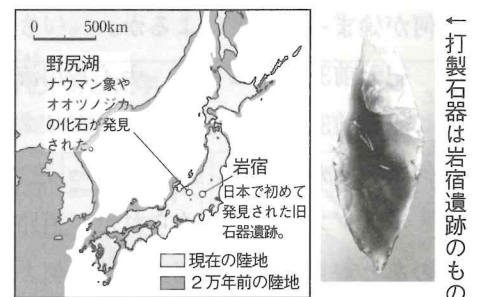 0　500km
野尻湖
ナウマン象や
オオツノジカ
の化石が発見
された。
岩宿
日本で初めて
発見された旧
石器遺跡。
現在の陸地
２万年前の陸地
←打製石器は岩宿遺跡のもの